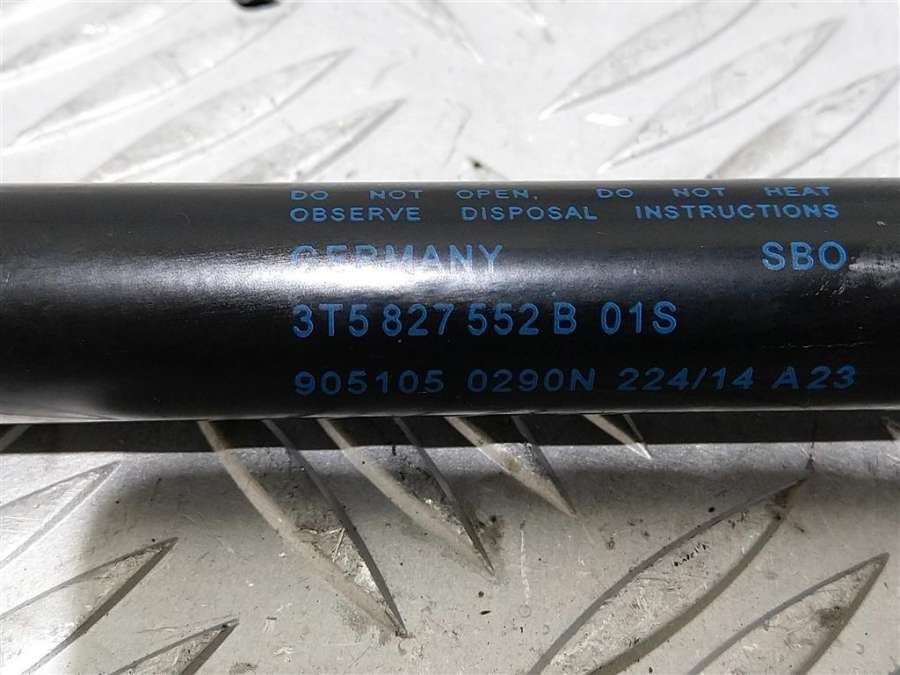 DO NOT OPEN, DO NOT HEAT
OBSERVE DISPOSAL INSTRUCTIONS
GERMANY SBO
3T5 827 552 B 01S
905105 0290N 224/14 A23